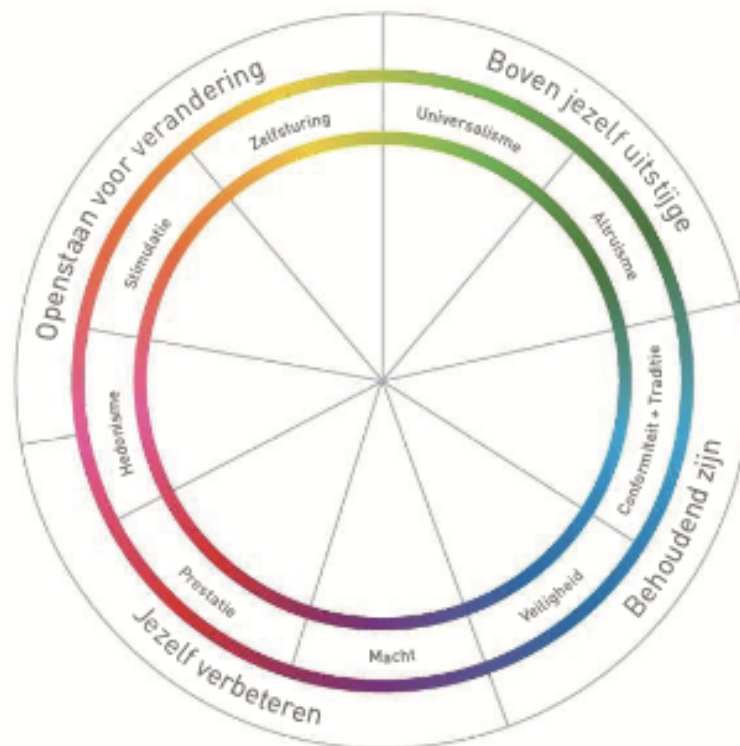 Openstaan voor verandering
Boven jezelf uitstijge
Zelfsturing
Universalisme
Stimulatie
Altruisme
Hedonisme
Conformiteit + Traditie
Behoudend zijn
Prestatie
Veiligheid
Macht
Jezelf verbeteren